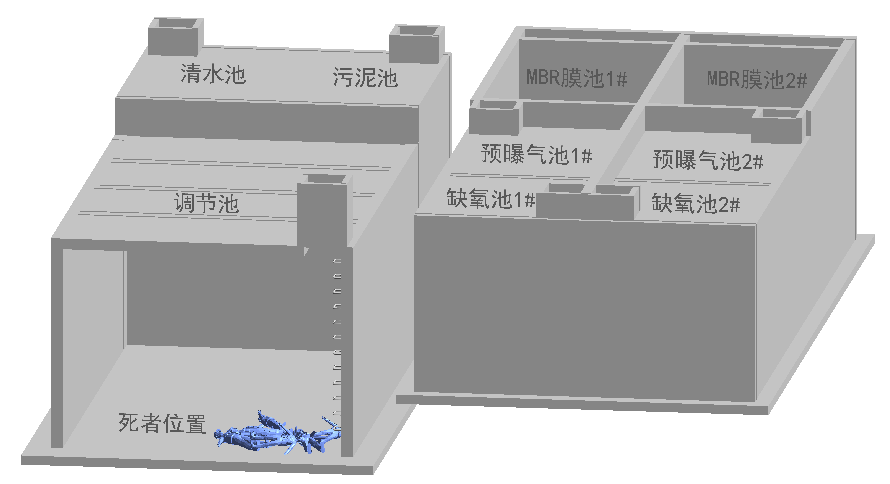 清水池
污泥池
MBR膜池1#
MBR膜池2#
预曝气池1#
预曝气池2#
缺氧池1#
缺氧池2#
调节池
死者位置